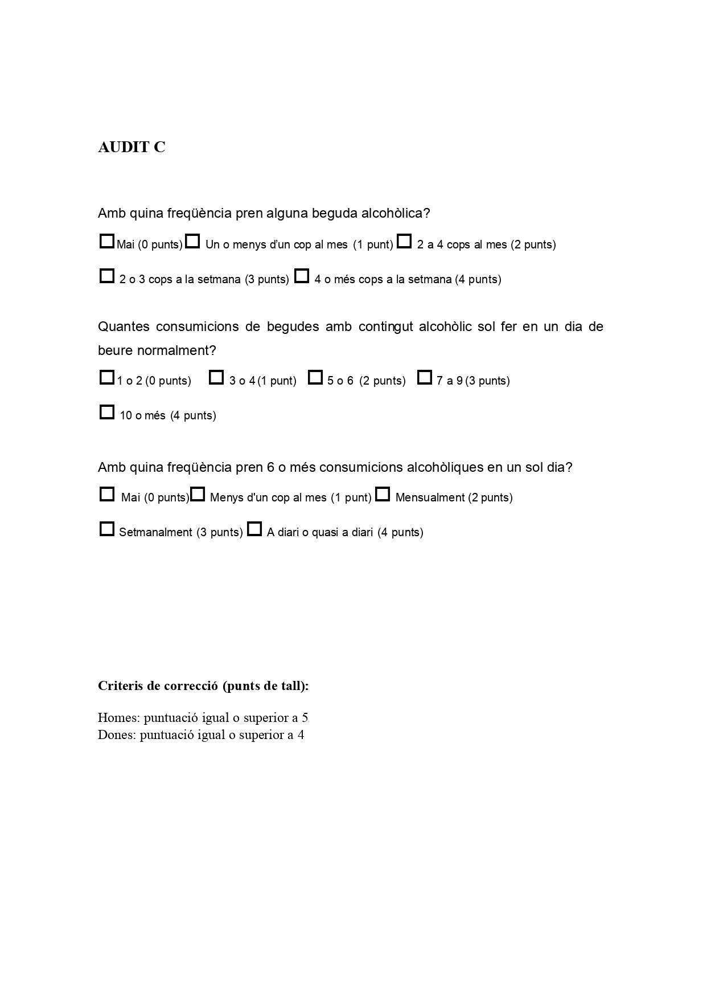 AUDIT C
Amb quina freqüència pren alguna beguda alcohòlica?
☐ Mai (0 punts) ☐ Un o menys d’un cop al mes (1 punt) ☐ 2 a 4 cops al mes (2 punts)
☐ 2 o 3 cops a la setmana (3 punts) ☐ 4 o més cops a la setmana (4 punts)
Quantes consumicions de begudes amb contingut alcohòlic sol fer en un dia de
beure normalment?
☐ 1 o 2 (0 punts) ☐ 3 o 4 (1 punt) ☐ 5 o 6 (2 punts) ☐ 7 a 9 (3 punts)
☐ 10 o més (4 punts)
Amb quina freqüència pren 6 o més consumicions alcohòliques en un sol dia?
☐ Mai (0 punts) ☐ Menys d'un cop al mes (1 punt) ☐ Mensualment (2 punts)
☐ Setmanalment (3 punts) ☐ A diari o quasi a diari (4 punts)
Criteris de correcció (punts de tall):
Homes: puntuació igual o superior a 5
Dones: puntuació igual o superior a 4